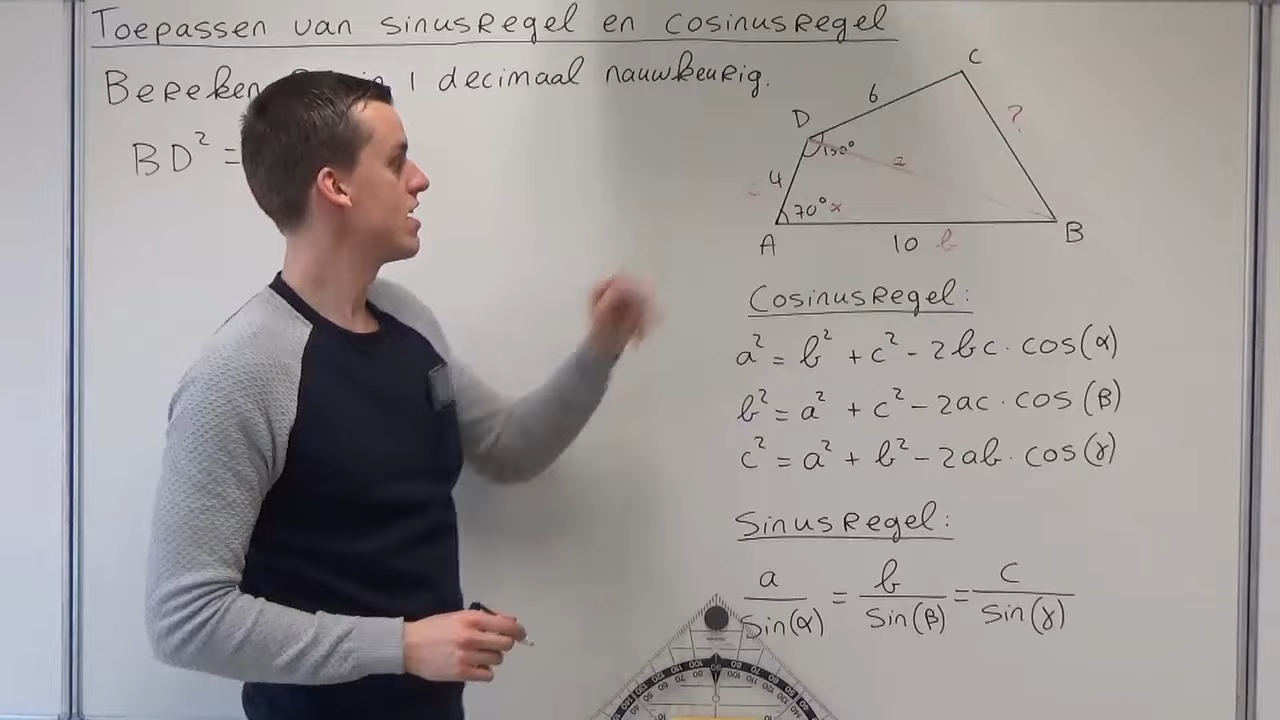 Toepassen van sinusregel en cosinusregel
Bereken in 1 decimaal nauwkeurig.
BD² =
C
6
?
D
a
4
70° α
A
10 b
B
Cosinusregel:
a² = b² + c² - 2bc · cos(α)
b² = a² + c² - 2ac · cos(β)
c² = a² + b² - 2ab · cos(γ)
Sinusregel:
a/sin(α) = b/sin(β) = c/sin(γ)